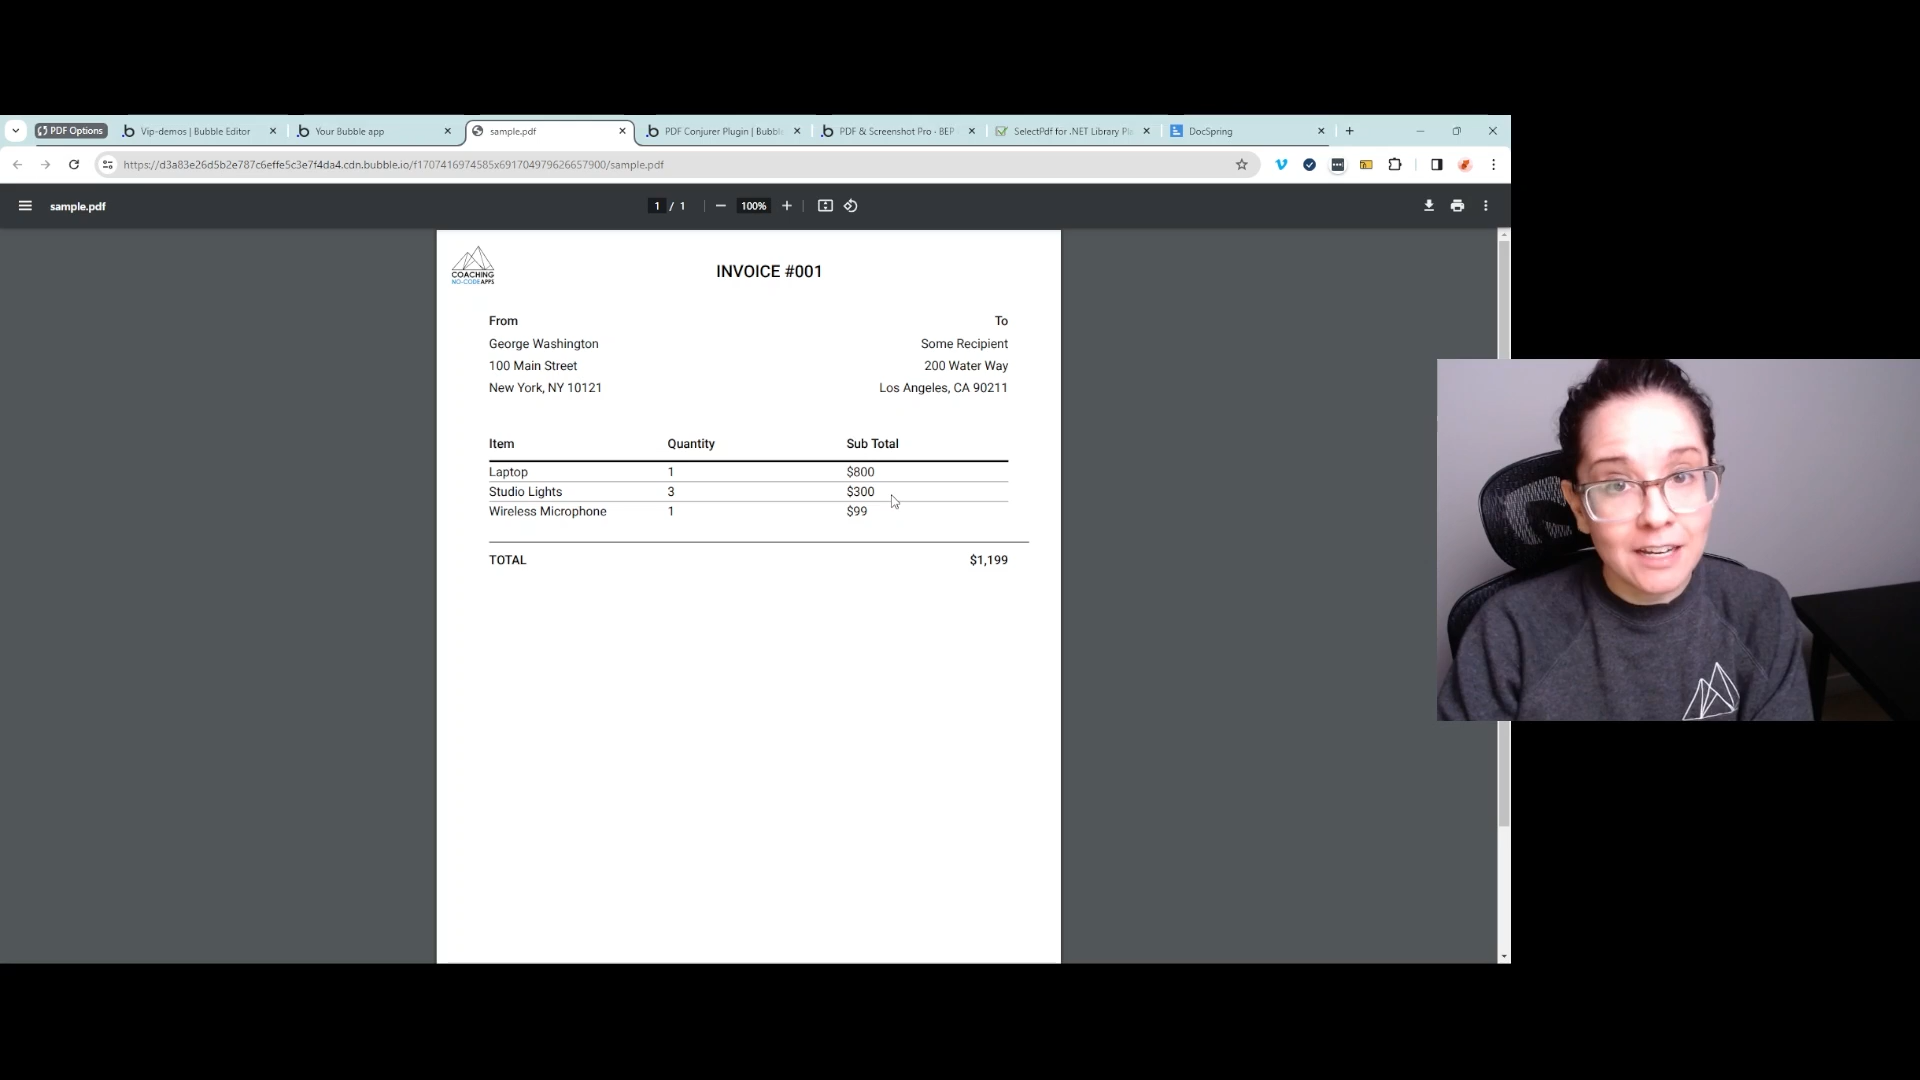 PDF Options
Vip-demos | Bubble Editor
Your Bubble app
sample.pdf
PDF Conjurer Plugin | Bubbl
PDF & Screenshot Pro - BEP
SelectPdf for .NET Library Pl
DocSpring
https://d3a83e26d5b2e787c6effe5c3e7f4da4.cdn.bubble.io/f1707416974585x691704979626657900/sample.pdf
sample.pdf
1 / 1
100%
COACHING
NO-CODEAPPS
INVOICE #001
From To
George Washington Some Recipient
100 Main Street 200 Water Way
New York, NY 10121 Los Angeles, CA 90211
Item Quantity Sub Total
Laptop 1 $800
Studio Lights 3 $300
Wireless Microphone 1 $99
TOTAL $1,199